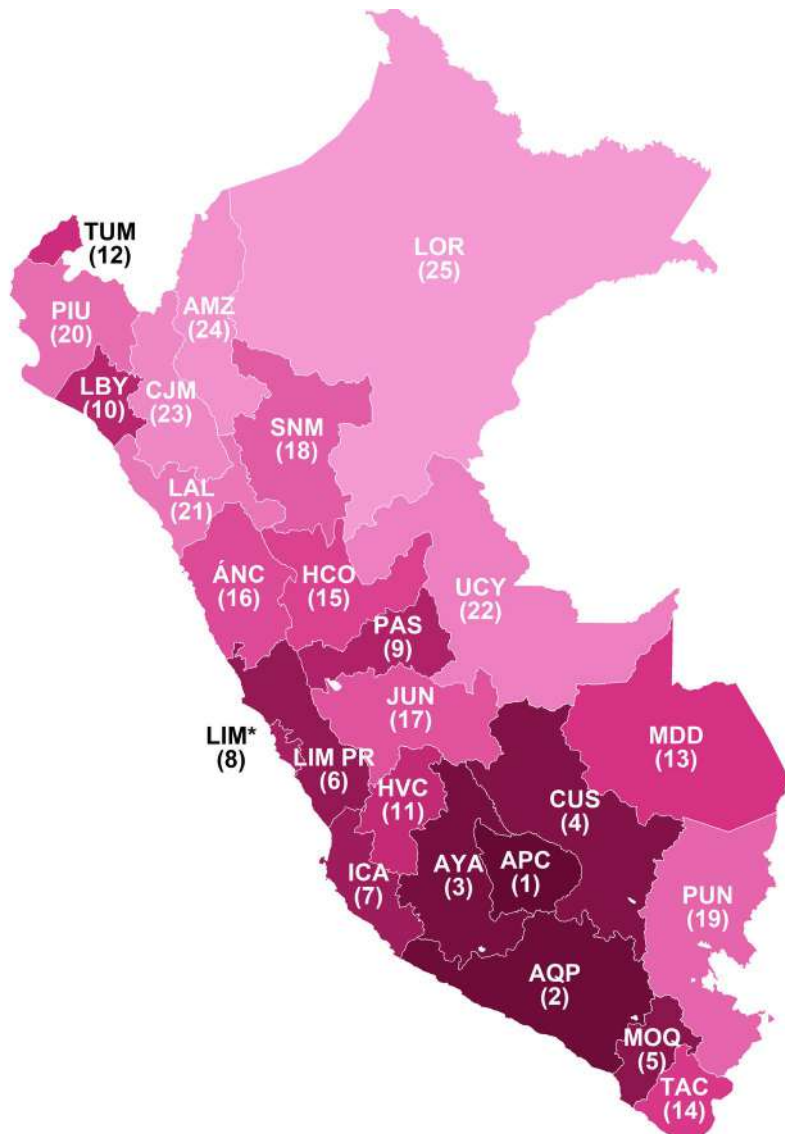 TUM
(12)
LOR
(25)
PIU
(20)
AMZ
(24)
LBY
(10)
CJM
(23)
SNM
(18)
LAL
(21)
ÁNC
(16)
HCO
(15)
UCY
(22)
PAS
(9)
JUN
(17)
LIM*
(8)
LIM PR
(6)
MDD
(13)
HVC
(11)
CUS
(4)
ICA
(7)
AYA
(3)
APC
(1)
PUN
(19)
AQP
(2)
MOQ
(5)
TAC
(14)